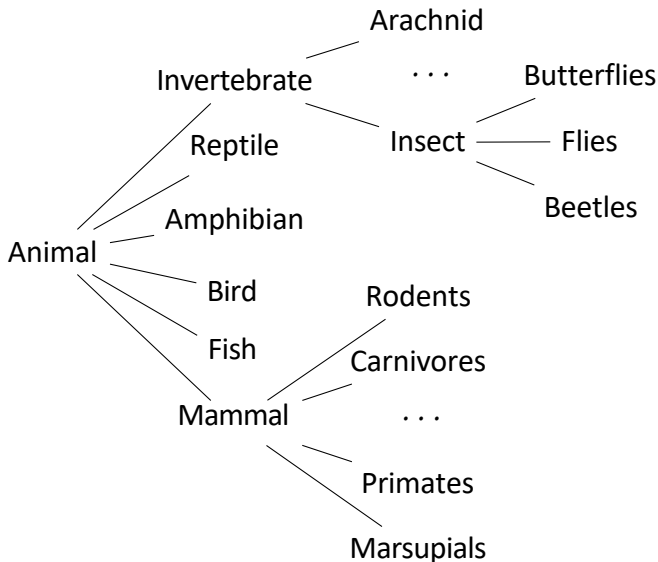 Arachnid
Invertebrate
...
Butterflies
Reptile
Insect
Flies
Amphibian
Beetles
Animal
Bird
Rodents
Fish
Carnivores
Mammal
...
Primates
Marsupials